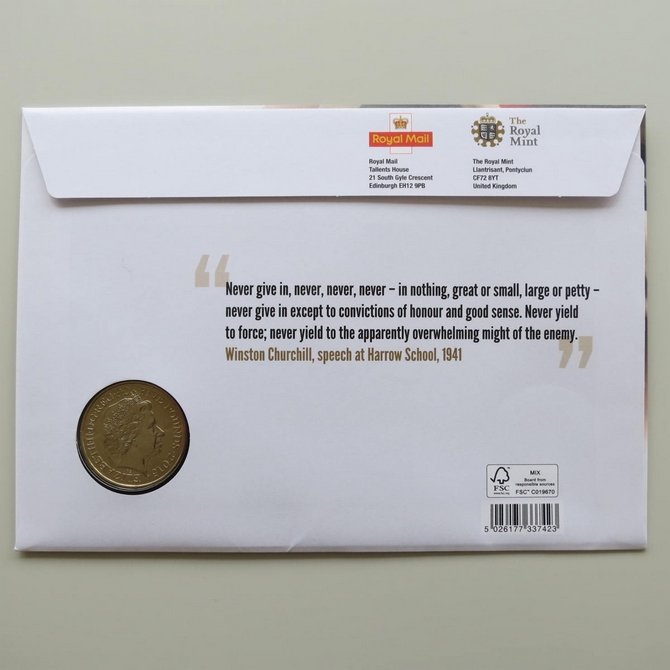 Royal Mail
The
Royal
Mint
Royal Mail
Tallents House
21 South Gyle Crescent
Edinburgh EH12 9PB
The Royal Mint
Llantrisant, Pontyclun
CF72 8YT
United Kingdom
“ Never give in, never, never, never – in nothing, great or small, large or petty –
never give in except to convictions of honour and good sense. Never yield
to force; never yield to the apparently overwhelming might of the enemy. ”
Winston Churchill, speech at Harrow School, 1941
FSC
www.fsc.org
MIX
Board from
responsible sources
FSC® C019870
5 026177 337423